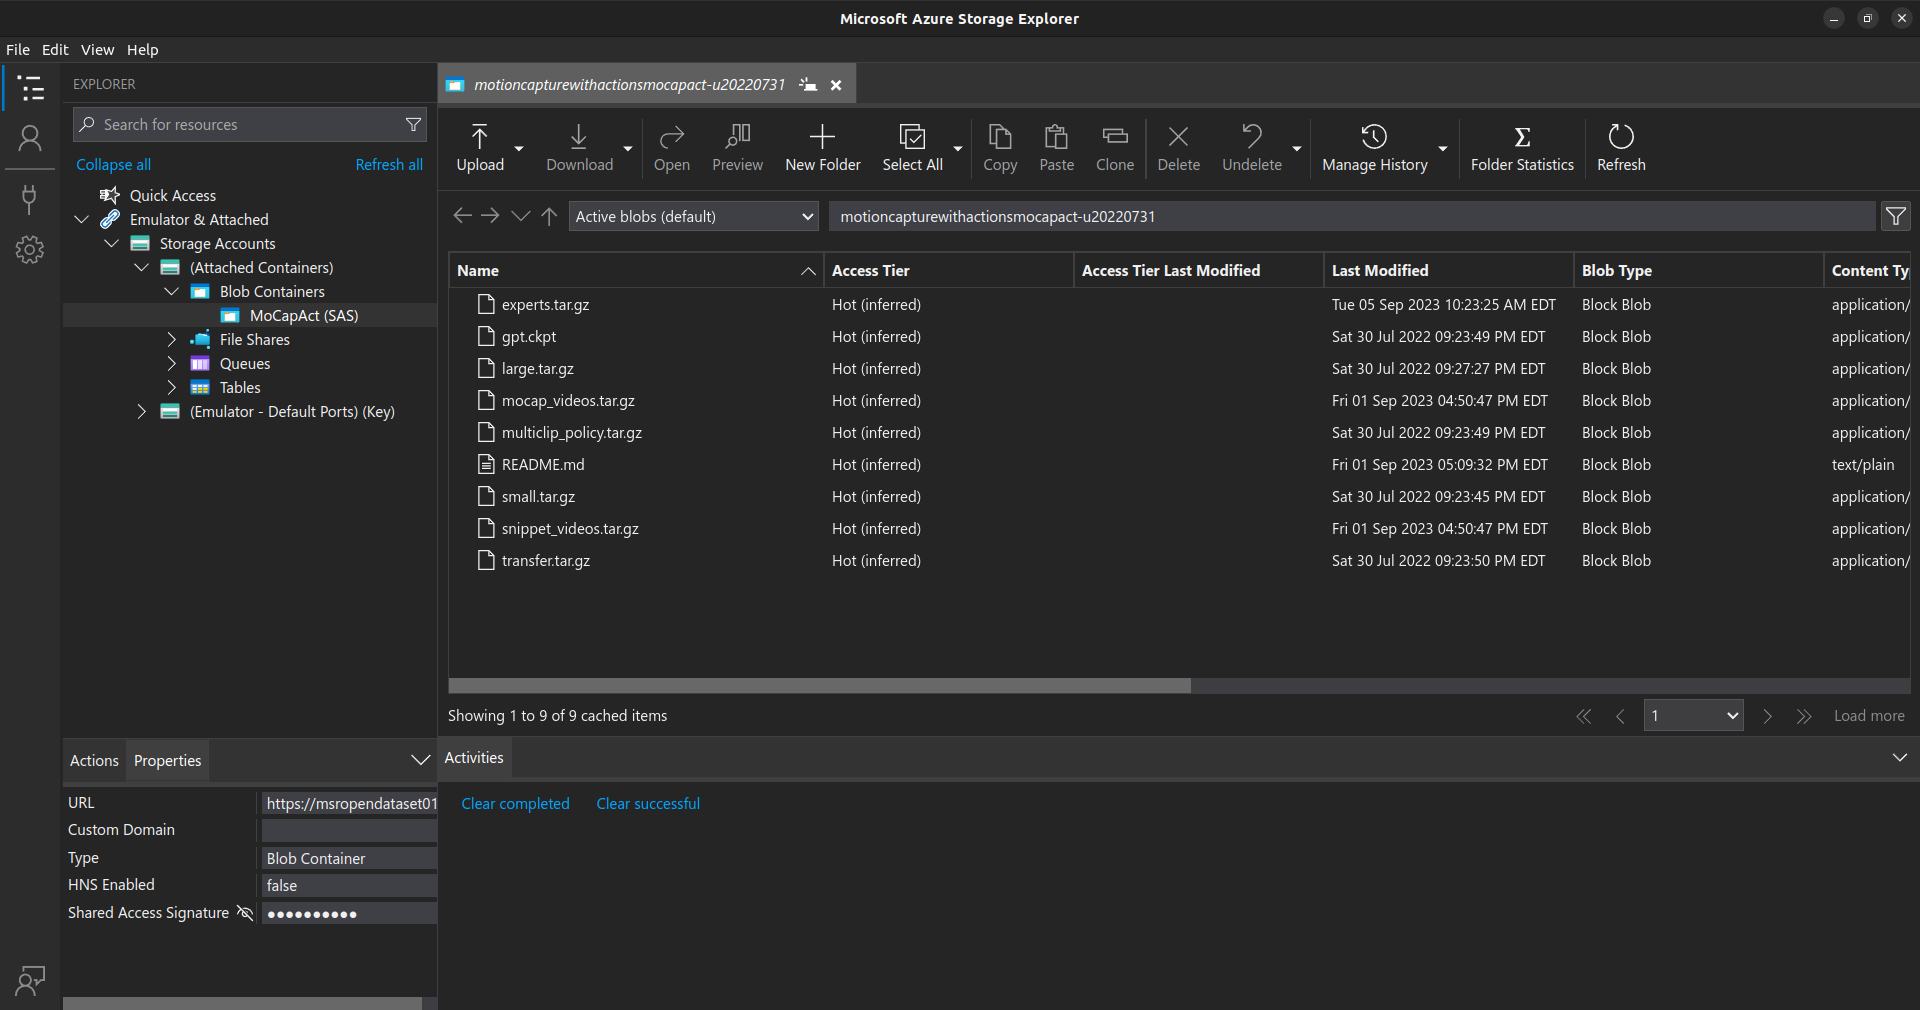 Microsoft Azure Storage Explorer
File Edit View Help
EXPLORER
Search for resources
Collapse all Refresh all
Quick Access
Emulator & Attached
Storage Accounts
(Attached Containers)
Blob Containers
MoCapAct (SAS)
File Shares
Queues
Tables
(Emulator - Default Ports) (Key)
motioncapturewithactionsmocapact-u20220731
Upload Download Open Preview New Folder Select All Copy Paste Clone Delete Undelete Manage History Folder Statistics Refresh
Active blobs (default) motioncapturewithactionsmocapact-u20220731
Name Access Tier Access Tier Last Modified Last Modified Blob Type Content Ty
experts.tar.gz Hot (inferred) Tue 05 Sep 2023 10:23:25 AM EDT Block Blob application/
gpt.ckpt Hot (inferred) Sat 30 Jul 2022 09:23:49 PM EDT Block Blob application/
large.tar.gz Hot (inferred) Sat 30 Jul 2022 09:27:27 PM EDT Block Blob application/
mocap_videos.tar.gz Hot (inferred) Fri 01 Sep 2023 04:50:47 PM EDT Block Blob application/
multiclip_policy.tar.gz Hot (inferred) Sat 30 Jul 2022 09:23:49 PM EDT Block Blob application/
README.md Hot (inferred) Fri 01 Sep 2023 05:09:32 PM EDT Block Blob text/plain
small.tar.gz Hot (inferred) Sat 30 Jul 2022 09:23:45 PM EDT Block Blob application/
snippet_videos.tar.gz Hot (inferred) Fri 01 Sep 2023 04:50:47 PM EDT Block Blob application/
transfer.tar.gz Hot (inferred) Sat 30 Jul 2022 09:23:50 PM EDT Block Blob application/
Showing 1 to 9 of 9 cached items 1 Load more
Actions Properties
URL https://msropendataset01
Custom Domain
Type Blob Container
HNS Enabled false
Shared Access Signature ●●●●●●●●●●
Activities
Clear completed Clear successful